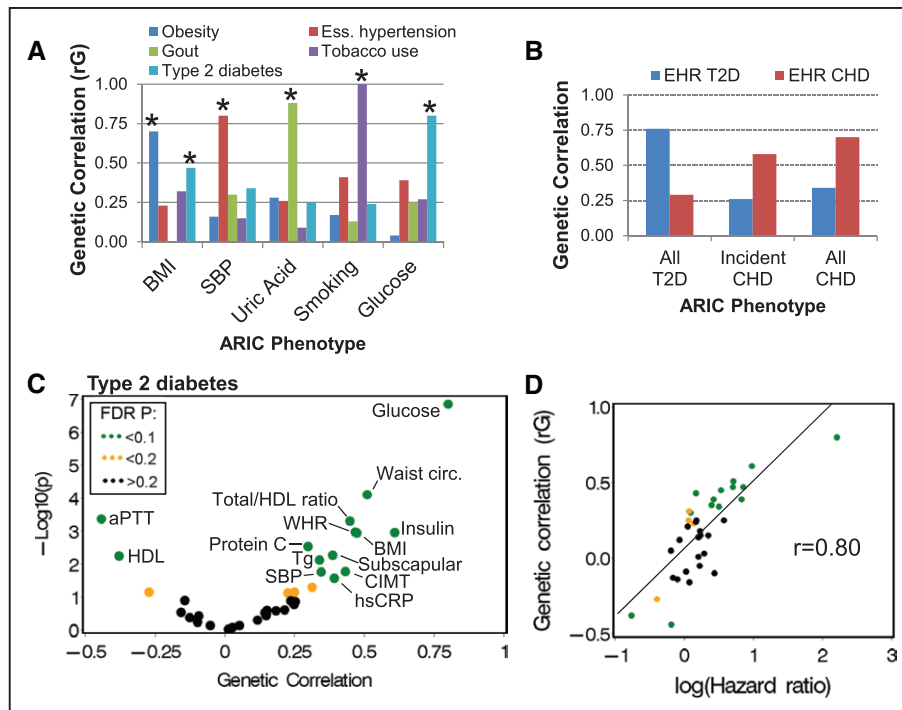 A
Obesity
Ess. hypertension
Gout
Tobacco use
Type 2 diabetes
Genetic Correlation (rG)
1.00
0.75
0.50
0.25
0.00
*
*
*
*
*
*
BMI
SBP
Uric Acid
Smoking
Glucose
ARIC Phenotype
B
EHR T2D
EHR CHD
Genetic Correlation
1.00
0.75
0.50
0.25
0.00
All T2D
Incident CHD
All CHD
ARIC Phenotype
C
Type 2 diabetes
−Log10(p)
7
6
5
4
3
2
1
0
FDR P:
<0.1
<0.2
>0.2
Glucose
Waist circ.
Total/HDL ratio
aPTT
WHR
Insulin
Protein C
BMI
HDL
Tg
Subscapular
SBP
CIMT
hsCRP
−0.5
−0.25
0
0.25
0.50
0.75
1
Genetic Correlation
D
Genetic correlation (rG)
1.0
0.5
0.0
−0.5
r=0.80
−1
0
1
2
3
log(Hazard ratio)